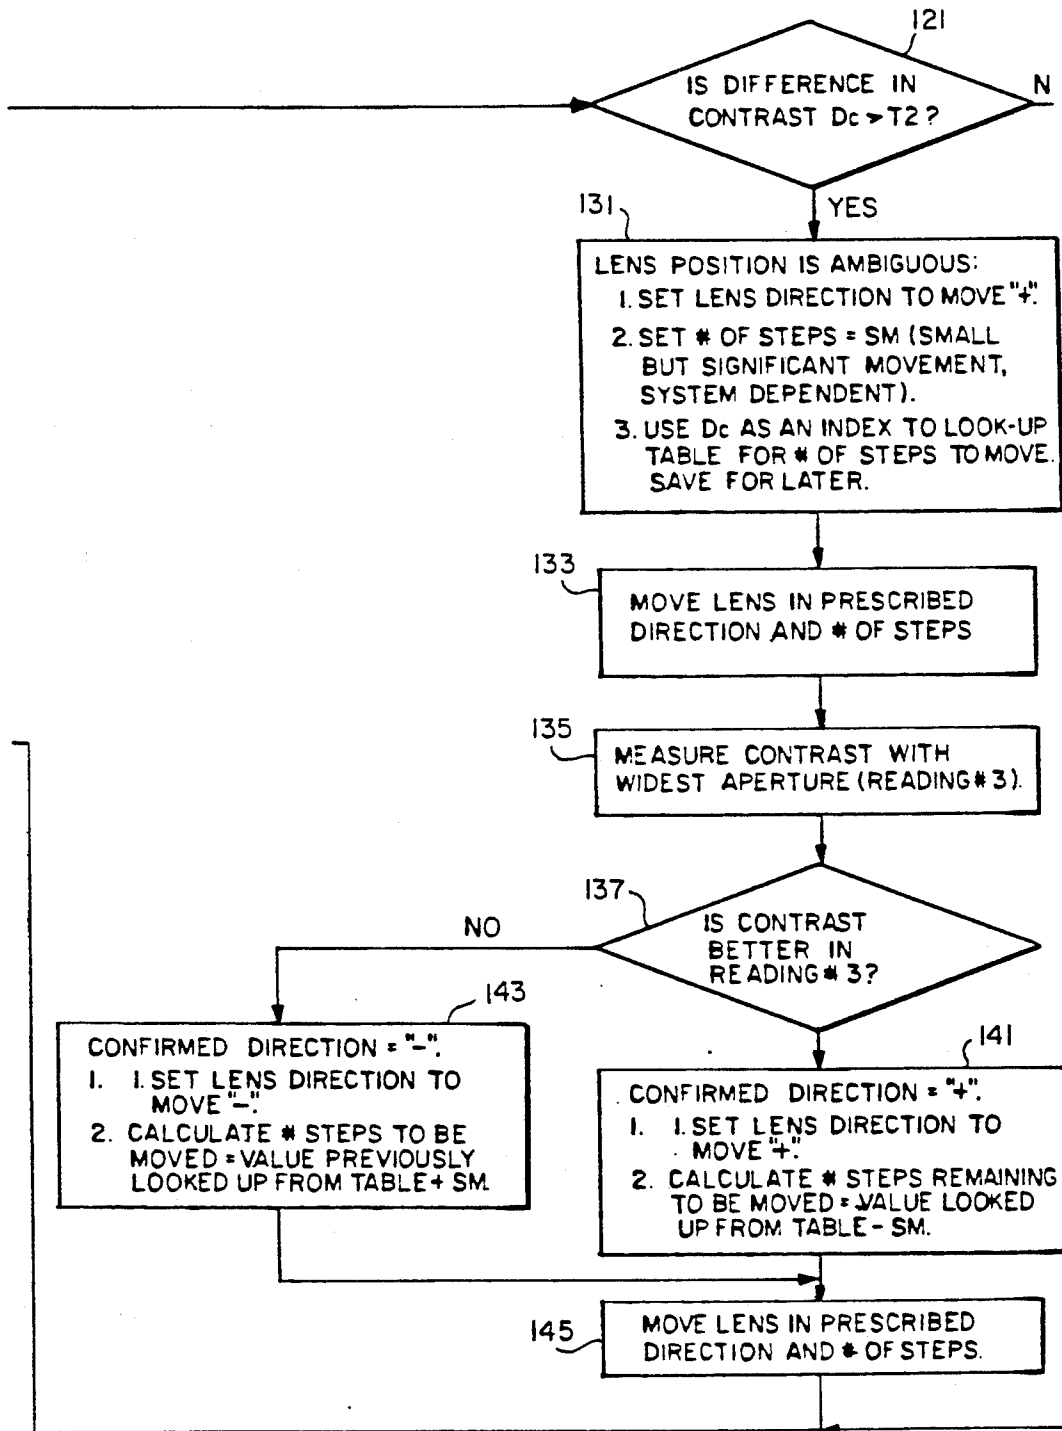 121
IS DIFFERENCE IN
CONTRAST Dc > T2?
N
YES
131
LENS POSITION IS AMBIGUOUS:
1. SET LENS DIRECTION TO MOVE "+".
2. SET # OF STEPS = SM (SMALL
BUT SIGNIFICANT MOVEMENT,
SYSTEM DEPENDENT).
3. USE Dc AS AN INDEX TO LOOK-UP
TABLE FOR # OF STEPS TO MOVE.
SAVE FOR LATER.
133
MOVE LENS IN PRESCRIBED
DIRECTION AND # OF STEPS
135
MEASURE CONTRAST WITH
WIDEST APERTURE (READING # 3).
137
IS CONTRAST
BETTER IN
READING # 3?
NO
143
CONFIRMED DIRECTION = "-".
1. 1. SET LENS DIRECTION TO
MOVE "-".
2. CALCULATE # STEPS TO BE
MOVED = VALUE PREVIOUSLY
LOOKED UP FROM TABLE + SM.
141
CONFIRMED DIRECTION = "+".
1. 1. SET LENS DIRECTION TO
MOVE "+".
2. CALCULATE # STEPS REMAINING
TO BE MOVED = VALUE LOOKED
UP FROM TABLE - SM.
145
MOVE LENS IN PRESCRIBED
DIRECTION AND # OF STEPS.